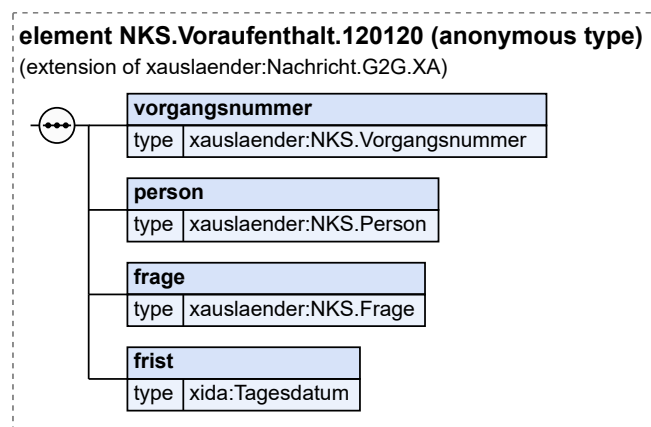 element NKS.Voraufenthalt.120120 (anonymous type)
(extension of xauslaender:Nachricht.G2G.XA)
vorgangsnummer
type xauslaender:NKS.Vorgangsnummer
person
type xauslaender:NKS.Person
frage
type xauslaender:NKS.Frage
frist
type xida:Tagesdatum